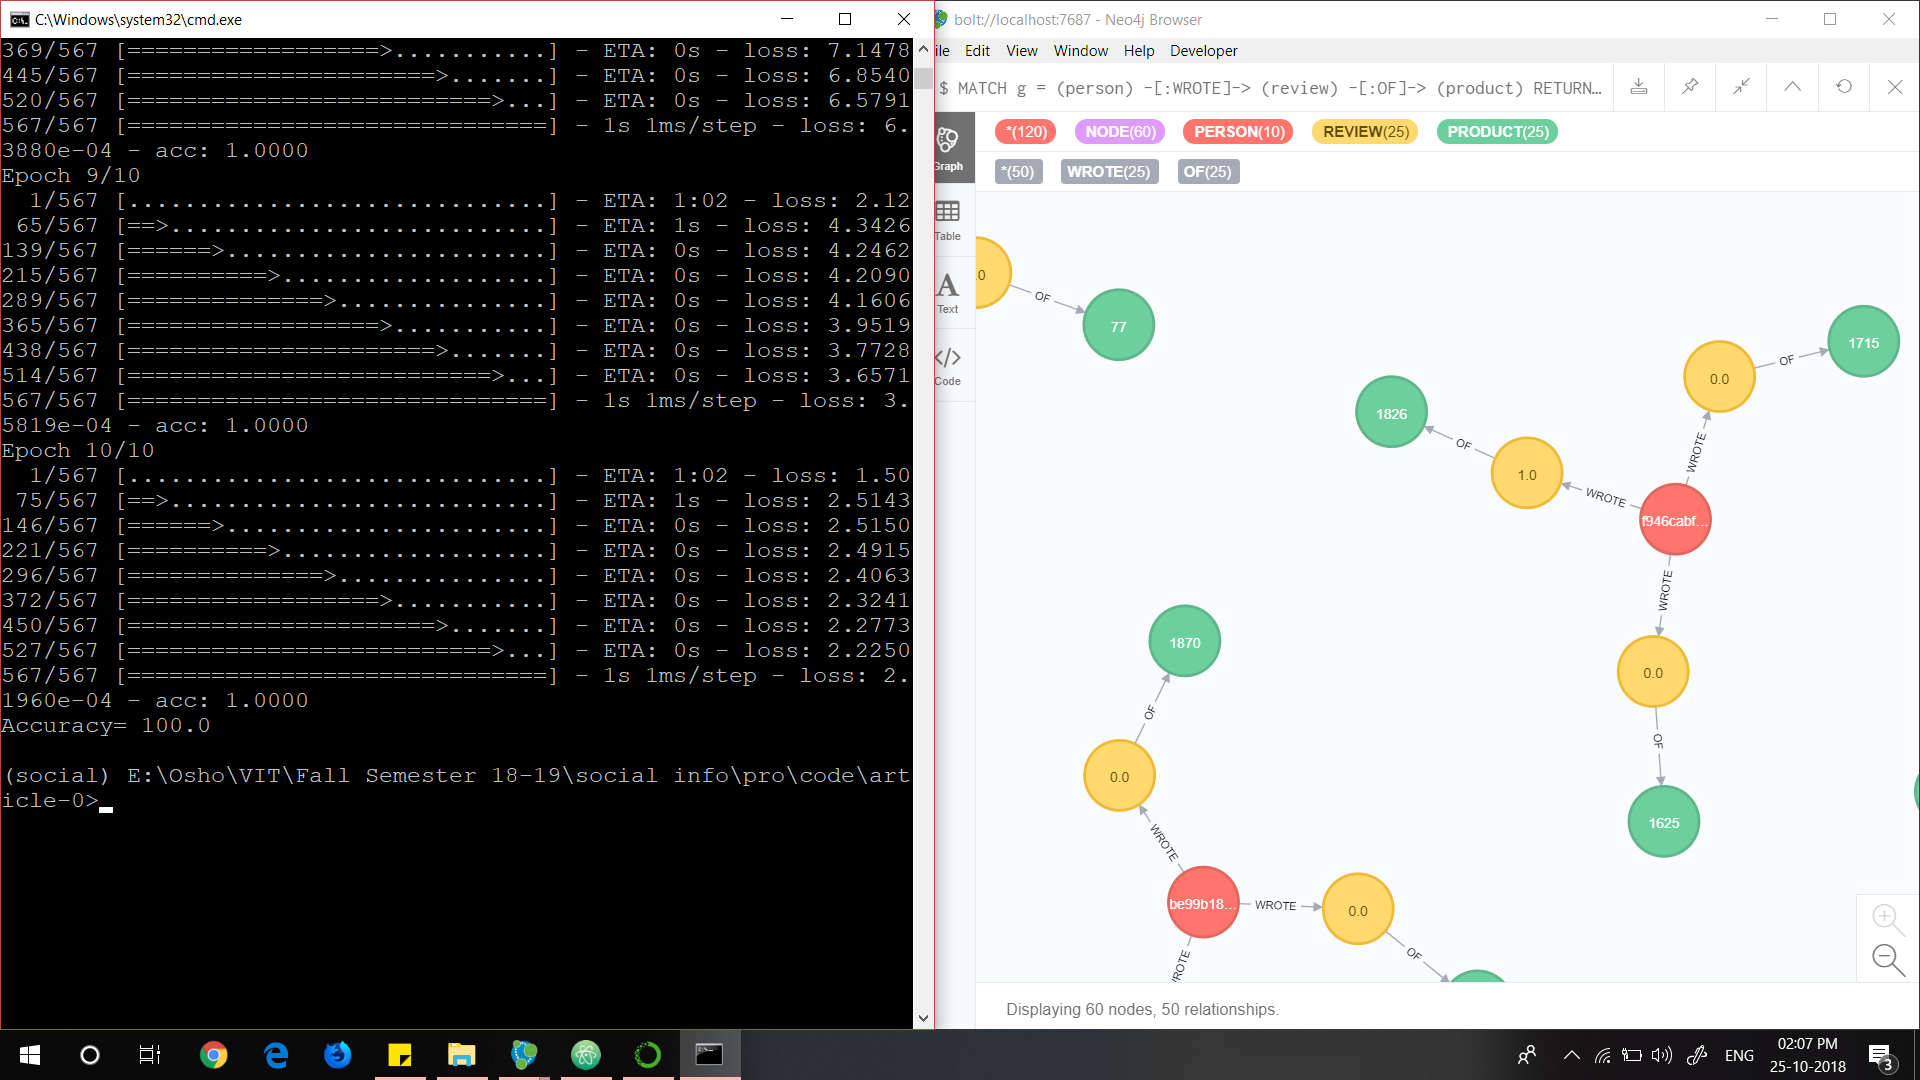 C:\Windows\system32\cmd.exe
369/567 [===================>..........] - ETA: 0s - loss: 7.1478
445/567 [======================>.......] - ETA: 0s - loss: 6.8540
520/567 [==========================>...] - ETA: 0s - loss: 6.5791
567/567 [==============================] - 1s 1ms/step - loss: 6.
3880e-04 - acc: 1.0000
Epoch 9/10
1/567 [..............................] - ETA: 1:02 - loss: 2.12
65/567 [==>...........................] - ETA: 1s - loss: 4.3426
139/567 [======>.......................] - ETA: 0s - loss: 4.2462
215/567 [==========>...................] - ETA: 0s - loss: 4.2090
289/567 [==============>...............] - ETA: 0s - loss: 4.1606
365/567 [==================>...........] - ETA: 0s - loss: 3.9519
438/567 [======================>.......] - ETA: 0s - loss: 3.7728
514/567 [==========================>...] - ETA: 0s - loss: 3.6571
567/567 [==============================] - 1s 1ms/step - loss: 3.
5819e-04 - acc: 1.0000
Epoch 10/10
1/567 [..............................] - ETA: 1:02 - loss: 1.50
75/567 [==>...........................] - ETA: 1s - loss: 2.5143
146/567 [======>.......................] - ETA: 0s - loss: 2.5150
221/567 [==========>...................] - ETA: 0s - loss: 2.4915
296/567 [==============>...............] - ETA: 0s - loss: 2.4063
372/567 [==================>...........] - ETA: 0s - loss: 2.3241
450/567 [======================>.......] - ETA: 0s - loss: 2.2773
527/567 [==========================>...] - ETA: 0s - loss: 2.2250
567/567 [==============================] - 1s 1ms/step - loss: 2.
1960e-04 - acc: 1.0000
Accuracy= 100.0
(social) E:\Osho\VIT\Fall Semester 18-19\social info\pro\code\art
icle-0>
bolt://localhost:7687 - Neo4j Browser
ile Edit View Window Help Developer
$ MATCH g = (person) -[:WROTE]-> (review) -[:OF]-> (product) RETURN…
*(120) NODE(60) PERSON(10) REVIEW(25) PRODUCT(25)
*(50) WROTE(25) OF(25)
Graph
Table
Text
Code
.0
OF
77
1715
OF
0.0
1826
OF
1.0
WROTE
WROTE
f946cabf…
WROTE
0.0
OF
1625
1870
OF
0.0
WROTE
be99b18…
WROTE
0.0
OF
WROTE
Displaying 60 nodes, 50 relationships.
ENG
02:07 PM
25-10-2018
3